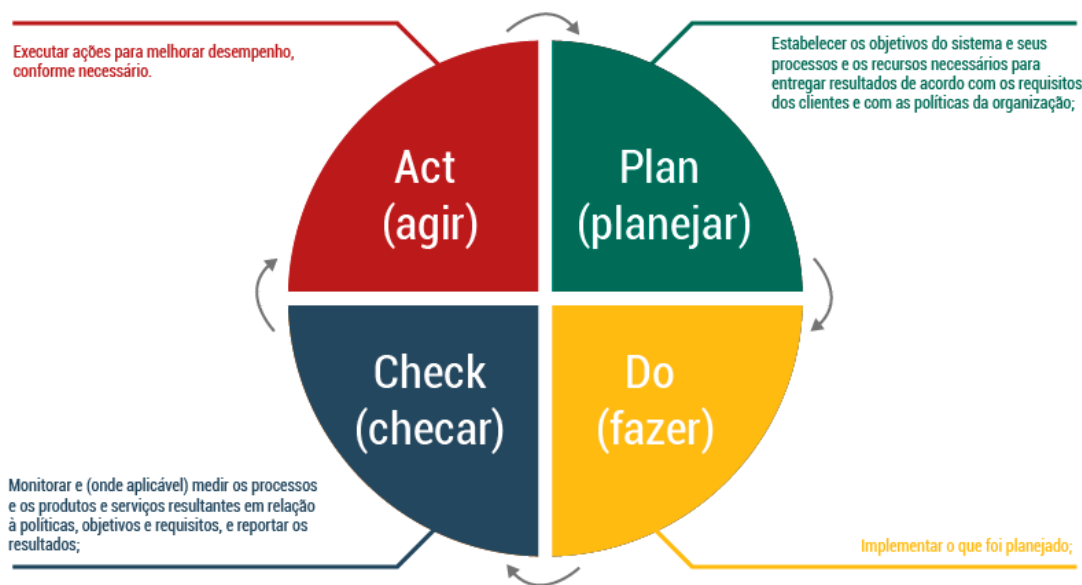 Executar ações para melhorar desempenho,
conforme necessário.
Estabelecer os objetivos do sistema e seus
processos e os recursos necessários para
entregar resultados de acordo com os requisitos
dos clientes e com as políticas da organização;
Act
(agir)
Plan
(planejar)
Check
(checar)
Do
(fazer)
Monitorar e (onde aplicável) medir os processos
e os produtos e serviços resultantes em relação
à políticas, objetivos e requisitos, e reportar os
resultados;
Implementar o que foi planejado;